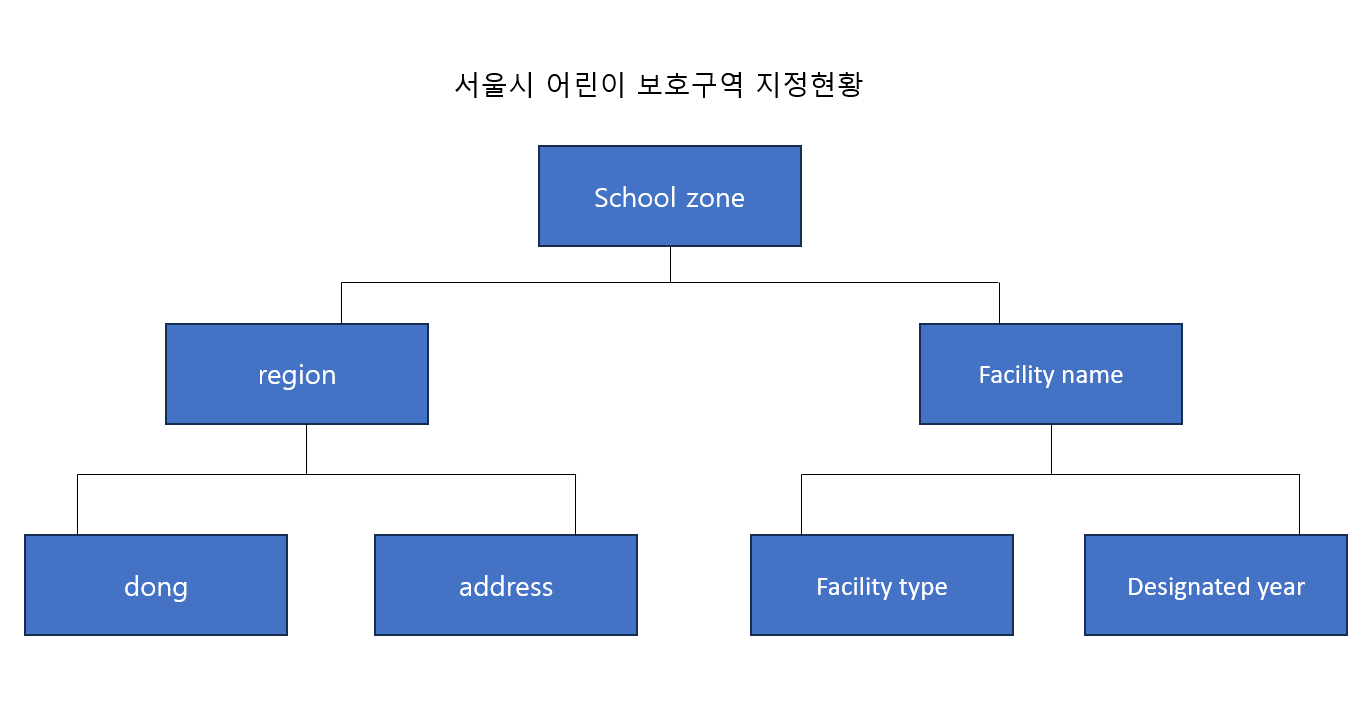 서울시 어린이 보호구역 지정현황
School zone
region
Facility name
dong
address
Facility type
Designated year